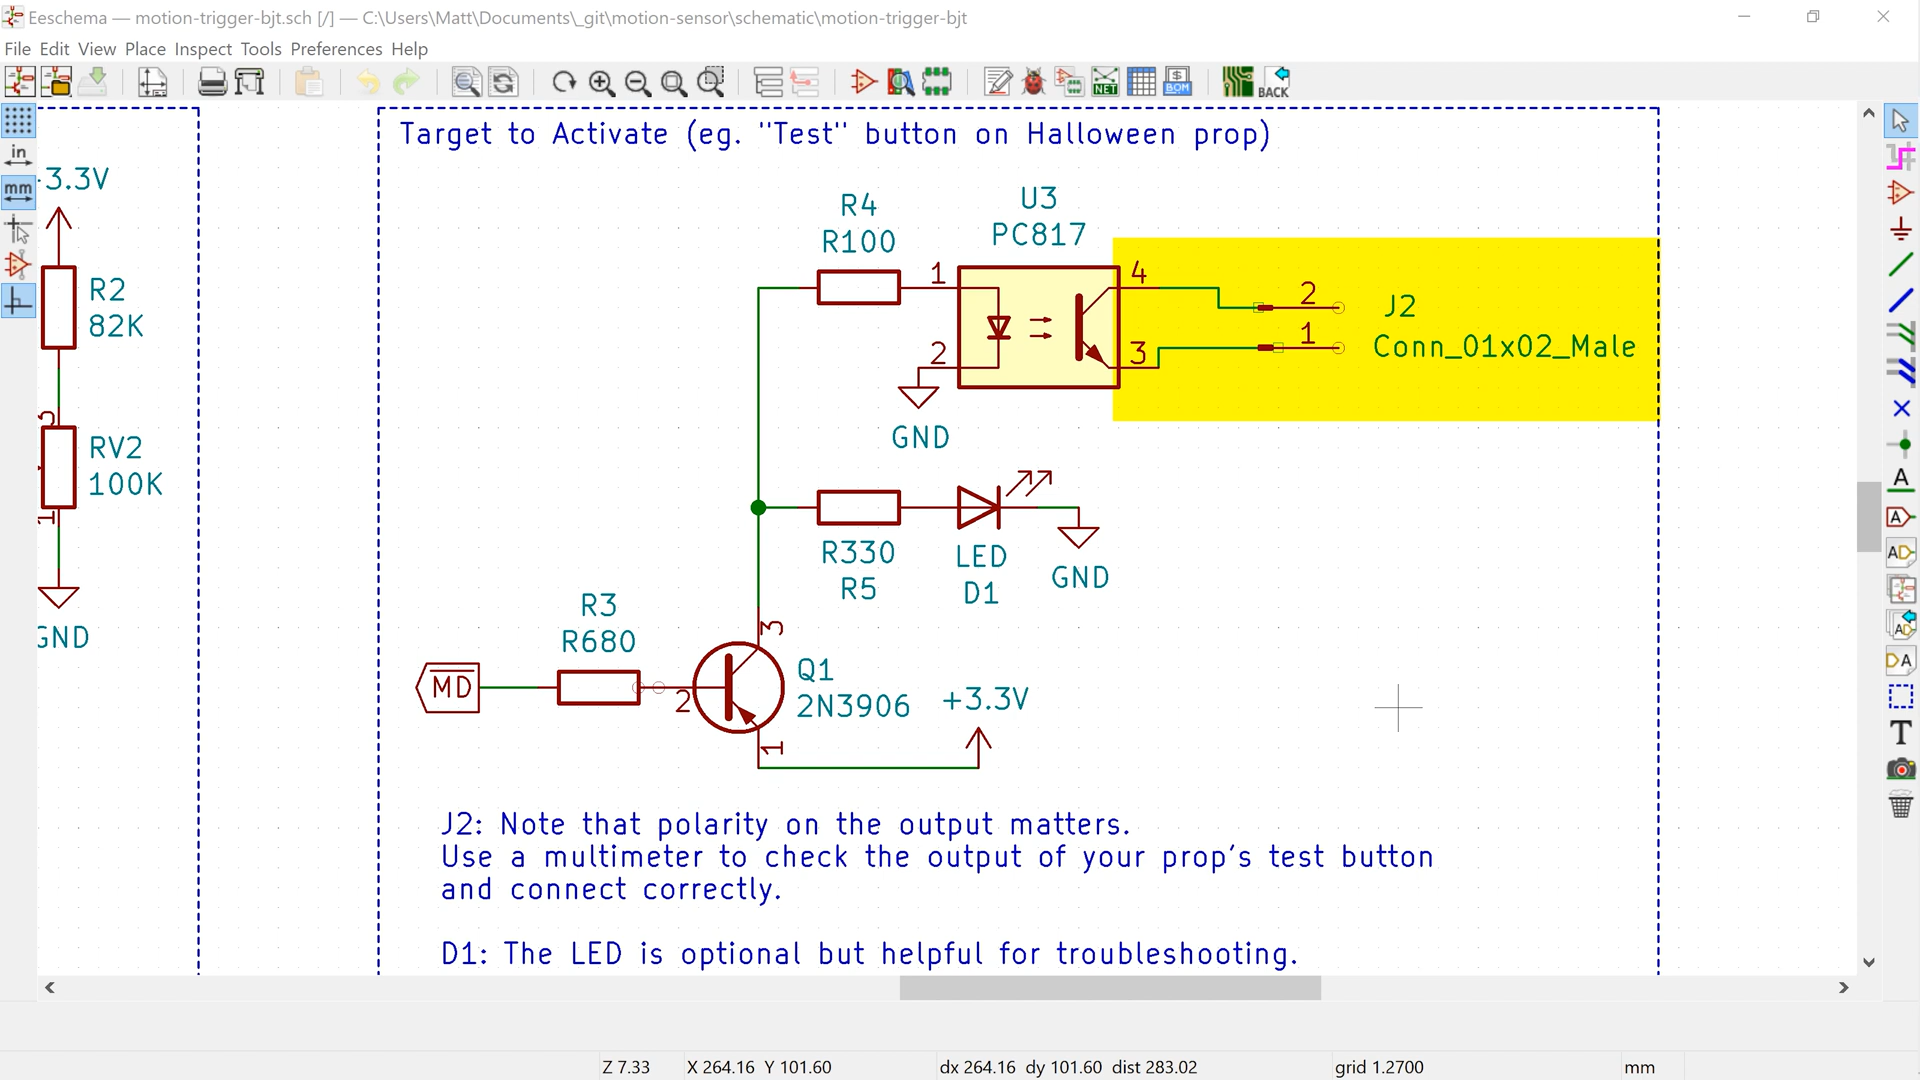 Eeschema — motion-trigger-bjt.sch [/] — C:\Users\Matt\Documents\_git\motion-sensor\schematic\motion-trigger-bjt
File Edit View Place Inspect Tools Preferences Help
NET
BOM
BACK
in
mm
Target to Activate (eg. "Test" button on Halloween prop)
3.3V
R2
82K
3
RV2
100K
1
GND
R4
R100
U3
PC817
1
2
4
3
2
1
J2
Conn_01x02_Male
GND
R330
R5
LED
D1
GND
MD
R3
R680
2
3
1
Q1
2N3906
+3.3V
J2: Note that polarity on the output matters.
Use a multimeter to check the output of your prop's test button
and connect correctly.
D1: The LED is optional but helpful for troubleshooting.
A
A
AD
AD
DA
T
Z 7.33 X 264.16 Y 101.60 dx 264.16 dy 101.60 dist 283.02 grid 1.2700 mm